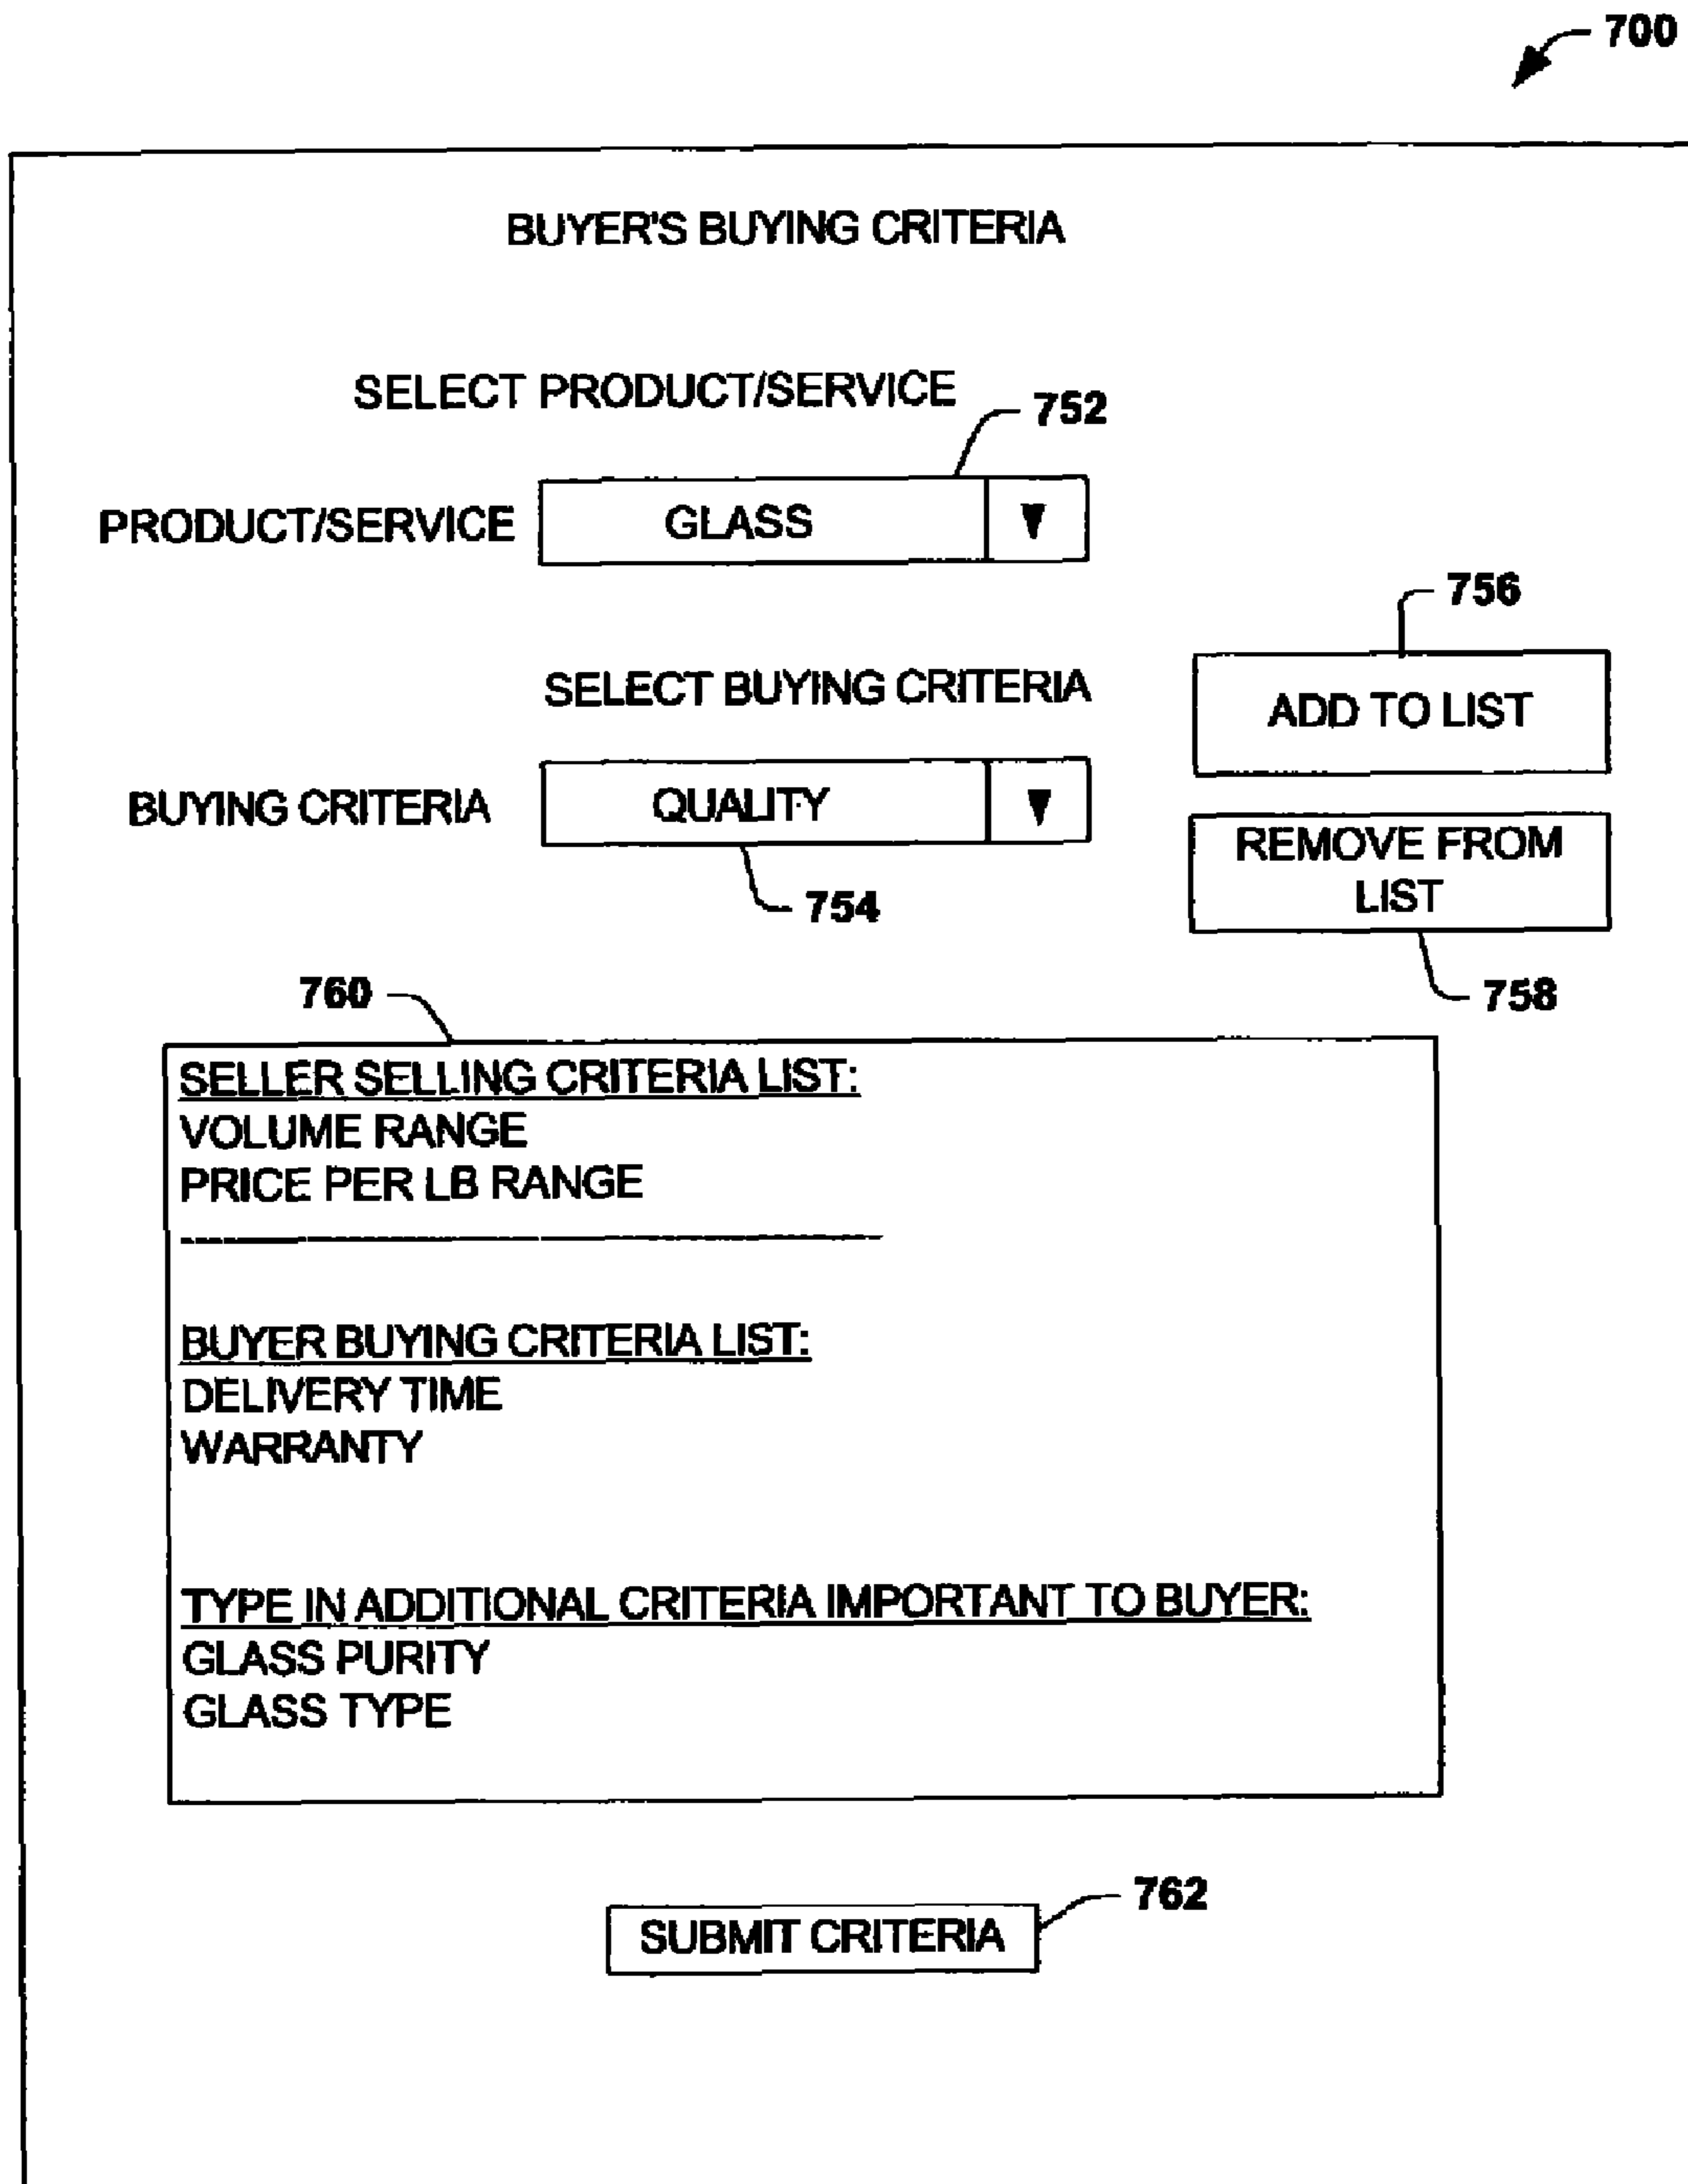 700
BUYER'S BUYING CRITERIA
SELECT PRODUCT/SERVICE
752
PRODUCT/SERVICE GLASS ▼
756
SELECT BUYING CRITERIA
ADD TO LIST
BUYING CRITERIA QUALITY ▼
REMOVE FROM
LIST
754
758
760
SELLER SELLING CRITERIA LIST:
VOLUME RANGE
PRICE PER LB RANGE
BUYER BUYING CRITERIA LIST:
DELIVERY TIME
WARRANTY
TYPE IN ADDITIONAL CRITERIA IMPORTANT TO BUYER:
GLASS PURITY
GLASS TYPE
762
SUBMIT CRITERIA